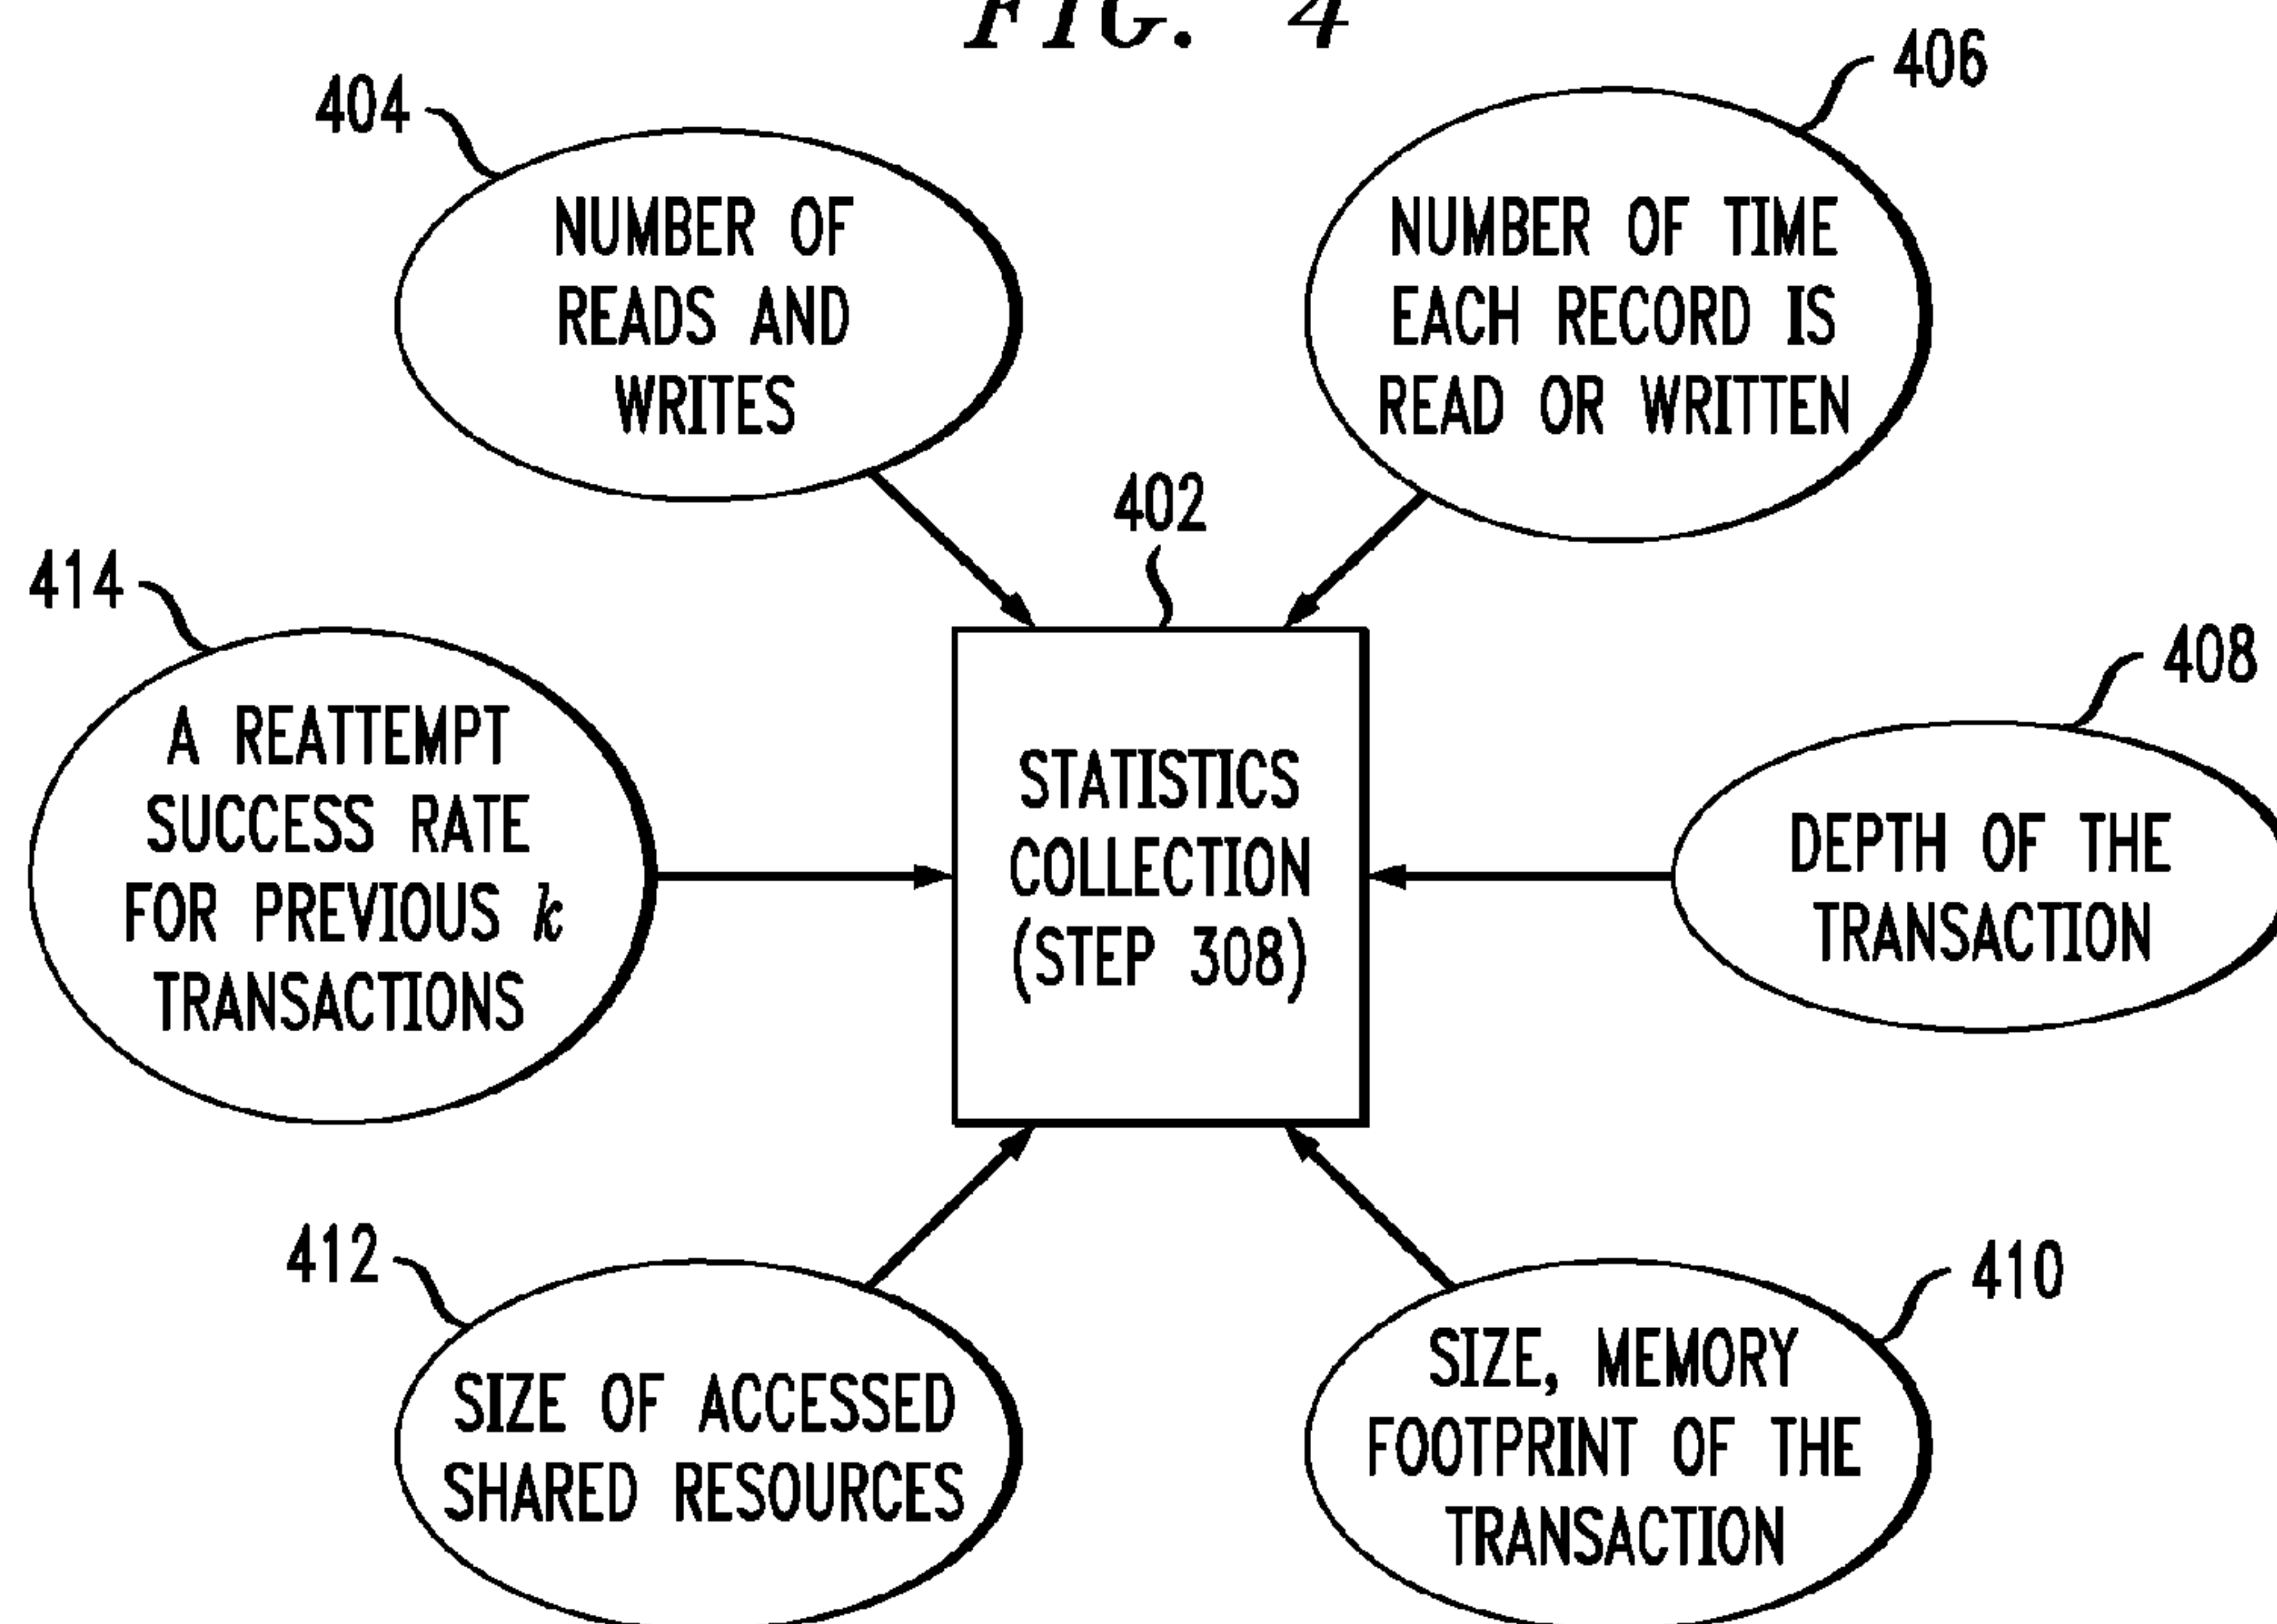 FIG. 4
404
NUMBER OF
READS AND
WRITES
406
NUMBER OF TIME
EACH RECORD IS
READ OR WRITTEN
402
STATISTICS
COLLECTION
(STEP 308)
414
A REATTEMPT
SUCCESS RATE
FOR PREVIOUS k
TRANSACTIONS
408
DEPTH OF THE
TRANSACTION
412
SIZE OF ACCESSED
SHARED RESOURCES
410
SIZE, MEMORY
FOOTPRINT OF THE
TRANSACTION